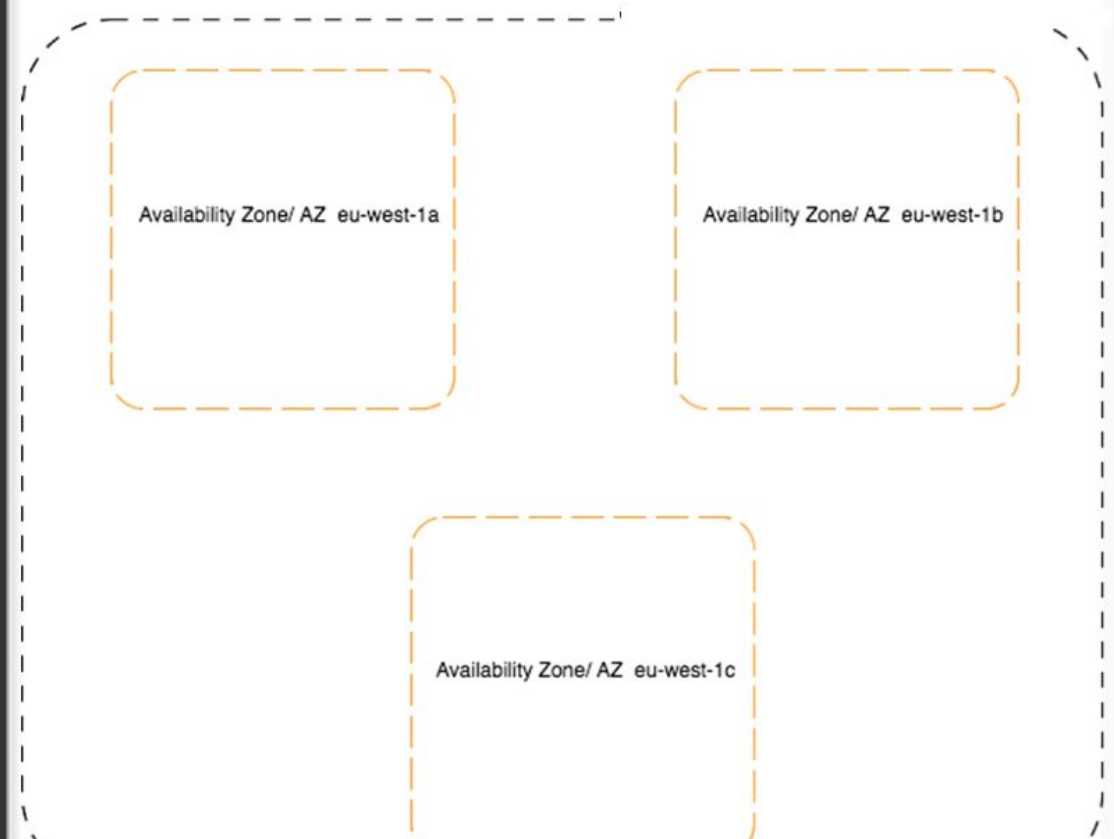 Availability Zone/ AZ  eu-west-1a
Availability Zone/ AZ  eu-west-1b
Availability Zone/ AZ  eu-west-1c